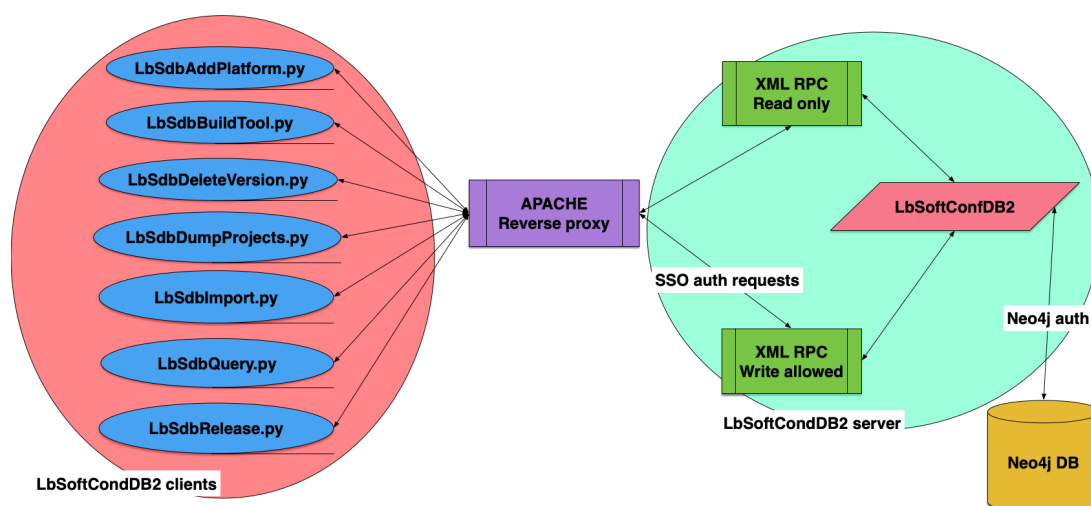 LbSdbAddPlatform.py
LbSdbBuildTool.py
LbSdbDeleteVersion.py
LbSdbDumpProjects.py
LbSdbImport.py
LbSdbQuery.py
LbSdbRelease.py
LbSoftCondDB2 clients
APACHE
Reverse proxy
XML RPC
Read only
LbSoftConfDB2
SSO auth requests
Neo4j auth
XML RPC
Write allowed
LbSoftCondDB2 server
Neo4j DB